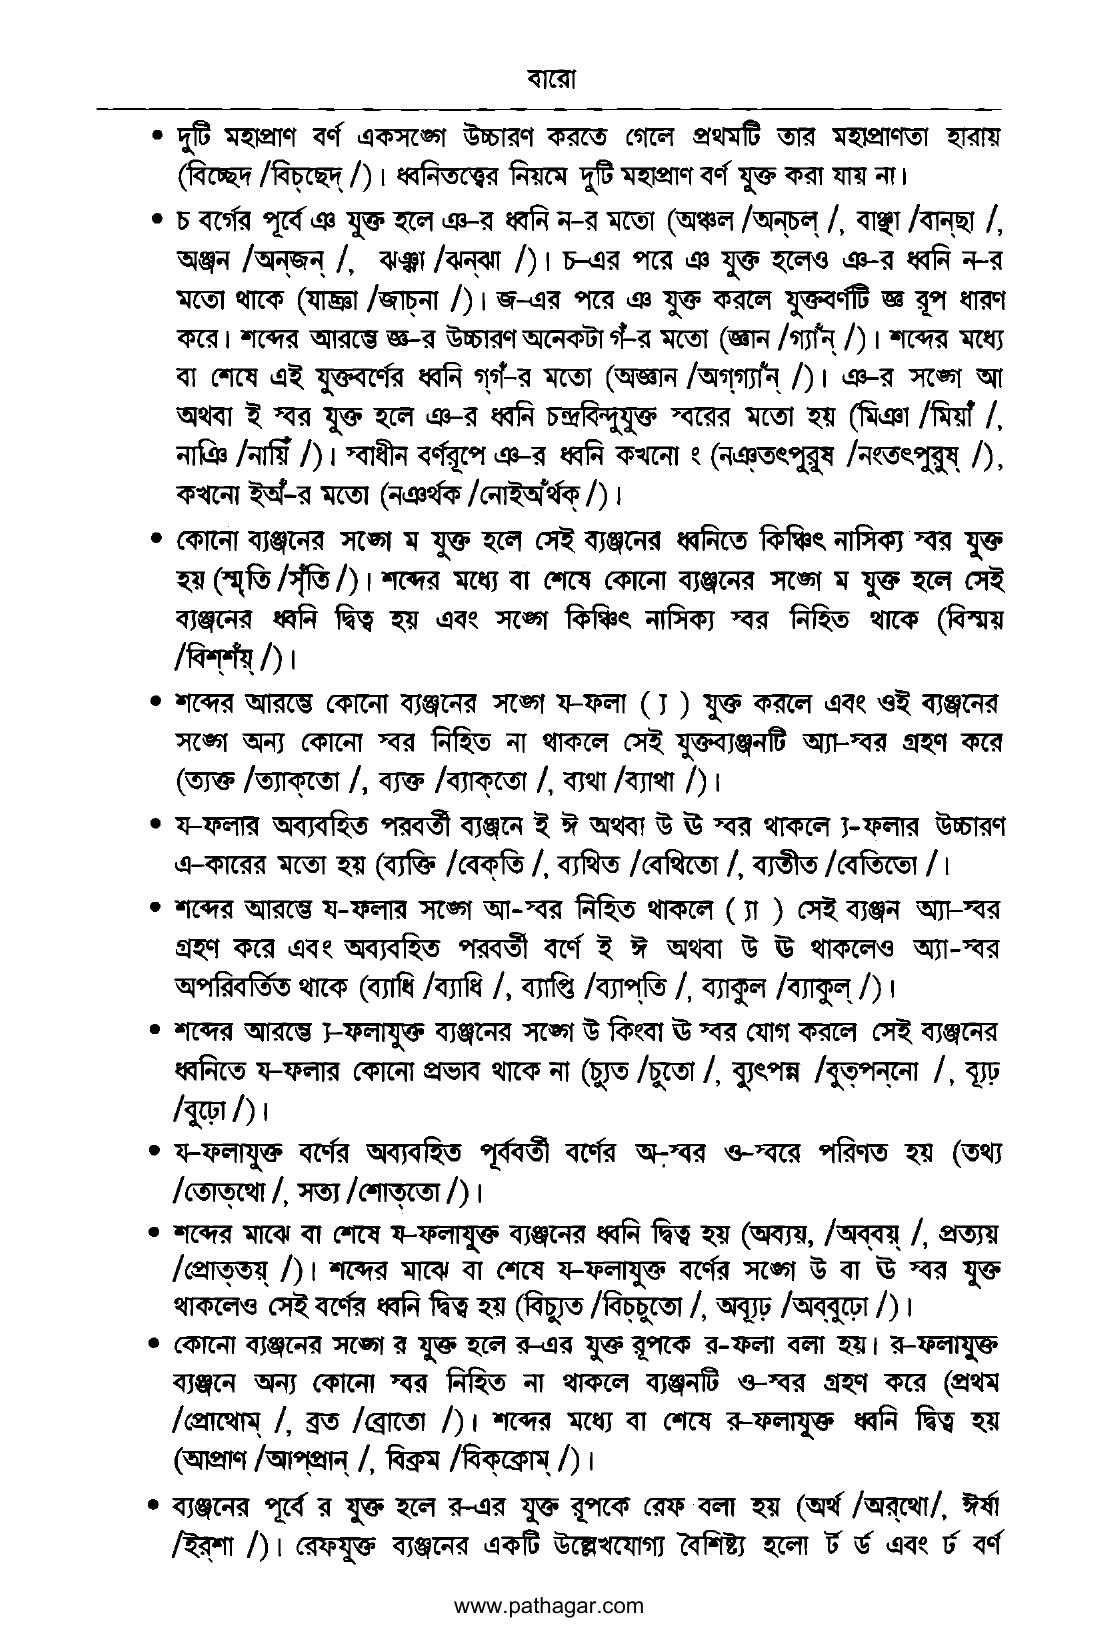 বারো
• দুটি মহাপ্রাণ বর্ণ একসঙ্গে উচ্চারণ করতে গেলে প্রথমটি তার মহাপ্রাণতা হারায়
(বিচ্ছেদ /বিচ্‌ছেদ্‌ /)। ধ্বনিতত্ত্বের নিয়মে দুটি মহাপ্রাণ বর্ণ যুক্ত করা যায় না।
• চ বর্গের পূর্বে ঞ যুক্ত হলে ঞ-র ধ্বনি ন-র মতো (অঞ্চল /অন্‌চল্‌ /, বাঞ্ছা /বান্‌ছা /,
অঞ্জন /অন্‌জন্‌ /, ঝঞ্ঝা /ঝন্‌ঝা /)। চ-এর পরে ঞ যুক্ত হলেও ঞ-র ধ্বনি ন-র
মতো থাকে (যাচ্ঞা /জাচ্‌না /)। জ-এর পরে ঞ যুক্ত করলে যুক্তবর্ণটি জ্ঞ রূপ ধারণ
করে। শব্দের আরম্ভে জ্ঞ-র উচ্চারণ অনেকটা গঁ-র মতো (জ্ঞান /গ্যাঁন্‌ /)। শব্দের মধ্যে
বা শেষে এই যুক্তবর্ণের ধ্বনি গ্‌গঁ-র মতো (অজ্ঞান /অগ্‌গ্যাঁন্‌ /)। ঞ-র সঙ্গে আ
অথবা ই স্বর যুক্ত হলে ঞ-র ধ্বনি চন্দ্রবিন্দুযুক্ত স্বরের মতো হয় (মিঞা /মিয়াঁ /,
নাঞি /নায়িঁ /)। স্বাধীন বর্ণরূপে ঞ-র ধ্বনি কখনো ং (নঞতৎপুরুষ /নংতৎপুরুষ্‌ /),
কখনো ইঅঁ-র মতো (নঞর্থক /নোইঅঁর্থক্‌ /)।
• কোনো ব্যঞ্জনের সঙ্গে ম যুক্ত হলে সেই ব্যঞ্জনের ধ্বনিতে কিঞ্চিৎ নাসিক্য স্বর যুক্ত
হয় (স্মৃতি /সৃঁতি /)। শব্দের মধ্যে বা শেষে কোনো ব্যঞ্জনের সঙ্গে ম যুক্ত হলে সেই
ব্যঞ্জনের ধ্বনি দ্বিত্ব হয় এবং সঙ্গে কিঞ্চিৎ নাসিক্য স্বর নিহিত থাকে (বিস্ময়
/বিশ্‌শঁয়্‌ /)।
• শব্দের আরম্ভে কোনো ব্যঞ্জনের সঙ্গে য-ফলা ( ্য ) যুক্ত করলে এবং ওই ব্যঞ্জনের
সঙ্গে অন্য কোনো স্বর নিহিত না থাকলে সেই যুক্তব্যঞ্জনটি অ্যা-স্বর গ্রহণ করে
(ত্যক্ত /ত্যাক্‌তো /, ব্যক্ত /ব্যাক্‌তো /, ব্যথা /ব্যাথা /)।
• য-ফলার অব্যবহিত পরবর্তী ব্যঞ্জনে ই ঈ অথবা উ ঊ স্বর থাকলে ্য-ফলার উচ্চারণ
এ-কারের মতো হয় (ব্যক্তি /বেক্‌তি /, ব্যথিত /বেথিতো /, ব্যতীত /বেতিতো /।
• শব্দের আরম্ভে য-ফলার সঙ্গে আ-স্বর নিহিত থাকলে ( ্যা ) সেই ব্যঞ্জন অ্যা-স্বর
গ্রহণ করে এবং অব্যবহিত পরবর্তী বর্ণে ই ঈ অথবা উ ঊ থাকলেও অ্যা-স্বর
অপরিবর্তিত থাকে (ব্যাধি /ব্যাধি /, ব্যাপ্তি /ব্যাপ্‌তি /, ব্যাকুল /ব্যাকুল্‌ /)।
• শব্দের আরম্ভে ্য-ফলাযুক্ত ব্যঞ্জনের সঙ্গে উ কিংবা ঊ স্বর যোগ করলে সেই ব্যঞ্জনের
ধ্বনিতে য-ফলার কোনো প্রভাব থাকে না (চ্যুত /চুতো /, ব্যুৎপন্ন /বুত্‌পন্‌নো /, ব্যূঢ়
/বুঢ়ো /)।
• য-ফলাযুক্ত বর্ণের অব্যবহিত পূর্ববর্তী বর্ণের অ-স্বর ও-স্বরে পরিণত হয় (তথ্য
/তোত্‌থো /, সত্য /শোত্‌তো /)।
• শব্দের মাঝে বা শেষে য-ফলাযুক্ত ব্যঞ্জনের ধ্বনি দ্বিত্ব হয় (অব্যয়, /অব্‌বয়্‌ /, প্রত্যয়
/প্রোত্‌তয়্‌ /)। শব্দের মাঝে বা শেষে য-ফলাযুক্ত বর্ণের সঙ্গে উ বা ঊ স্বর যুক্ত
থাকলেও সেই বর্ণের ধ্বনি দ্বিত্ব হয় (বিচ্যুত /বিচ্‌চুতো /, অব্যূঢ় /অব্‌বুঢ়ো /)।
• কোনো ব্যঞ্জনের সঙ্গে র যুক্ত হলে র-এর যুক্ত রূপকে র-ফলা বলা হয়। র-ফলাযুক্ত
ব্যঞ্জনে অন্য কোনো স্বর নিহিত না থাকলে ব্যঞ্জনটি ও-স্বর গ্রহণ করে (প্রথম
/প্রোথোম্‌ /, ব্রত /ব্রোতো /)। শব্দের মধ্যে বা শেষে র-ফলাযুক্ত ধ্বনি দ্বিত্ব হয়
(আপ্রাণ /আপ্‌প্রান্‌ /, বিক্রম /বিক্‌ক্রোম্‌ /)।
• ব্যঞ্জনের পূর্বে র যুক্ত হলে র-এর যুক্ত রূপকে রেফ বলা হয় (অর্থ /অর্‌থো/, ঈর্ষা
/ইর্‌শা /)। রেফযুক্ত ব্যঞ্জনের একটি উল্লেখযোগ্য বৈশিষ্ট্য হলো র্ট র্ড এবং র্ঢ বর্ণ
www.pathagar.com